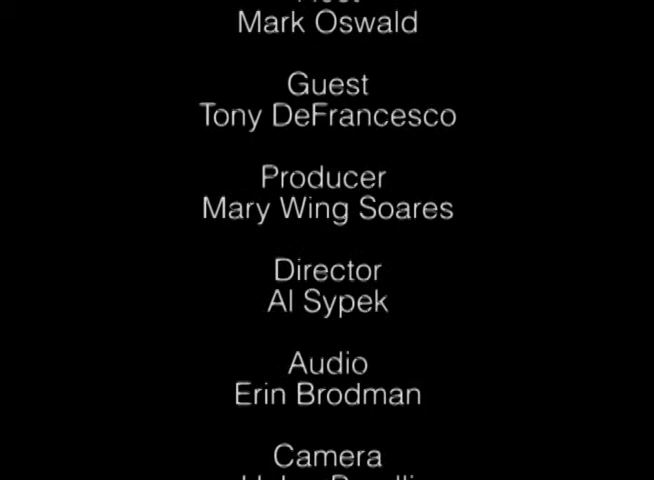 Mark Oswald
Guest
Tony DeFrancesco
Producer
Mary Wing Soares
Director
Al Sypek
Audio
Erin Brodman
Camera